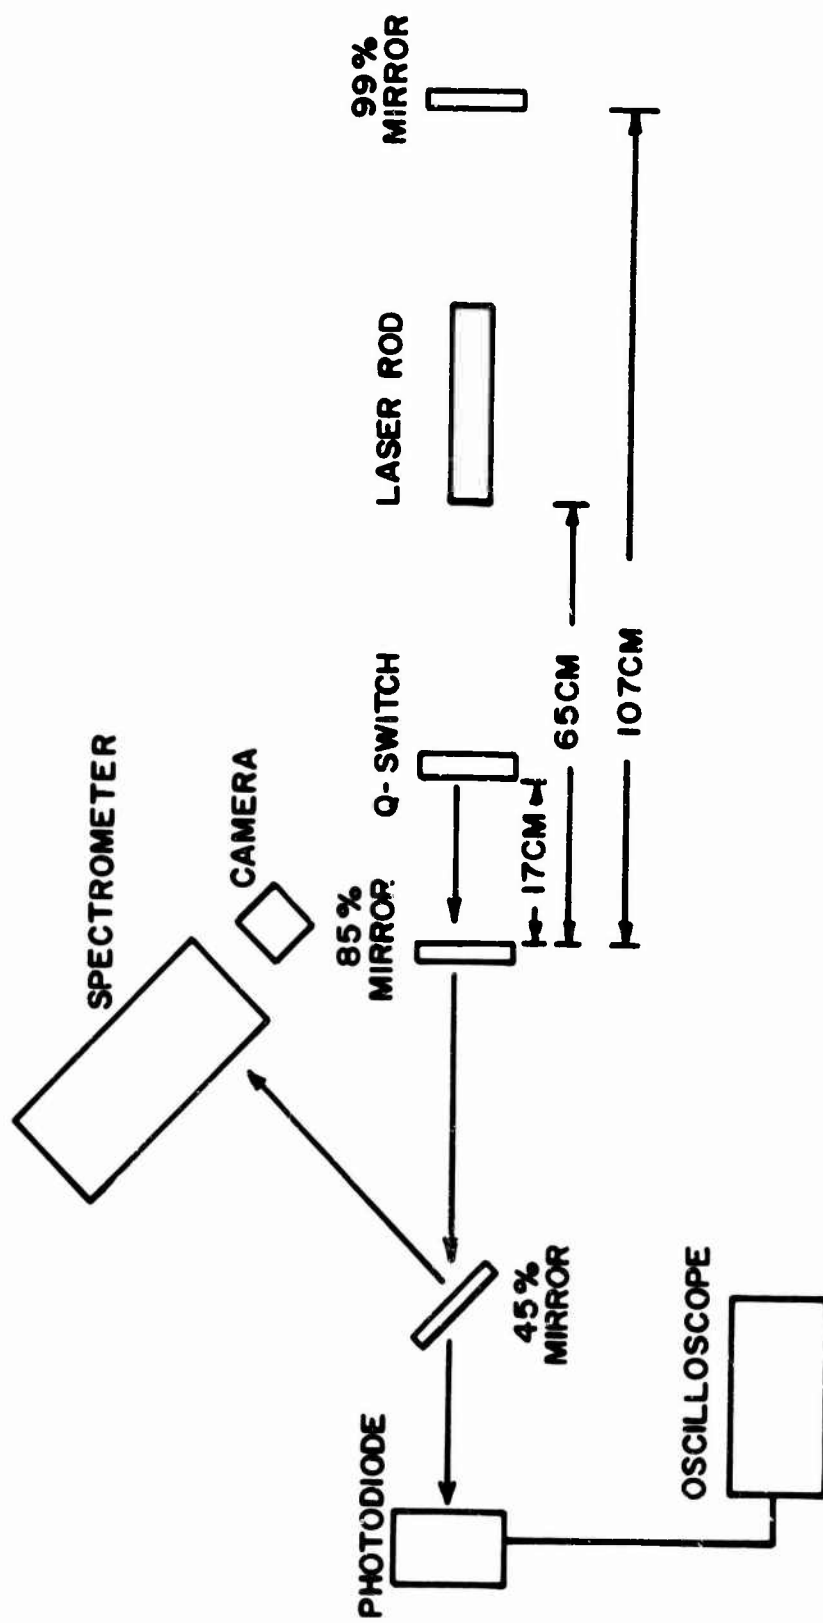 SPECTROMETER
CAMERA
PHOTODIODE
45%
MIRROR
85%
MIRROR
Q-SWITCH
LASER ROD
99%
MIRROR
17CM
65CM
107CM
OSCILLOSCOPE